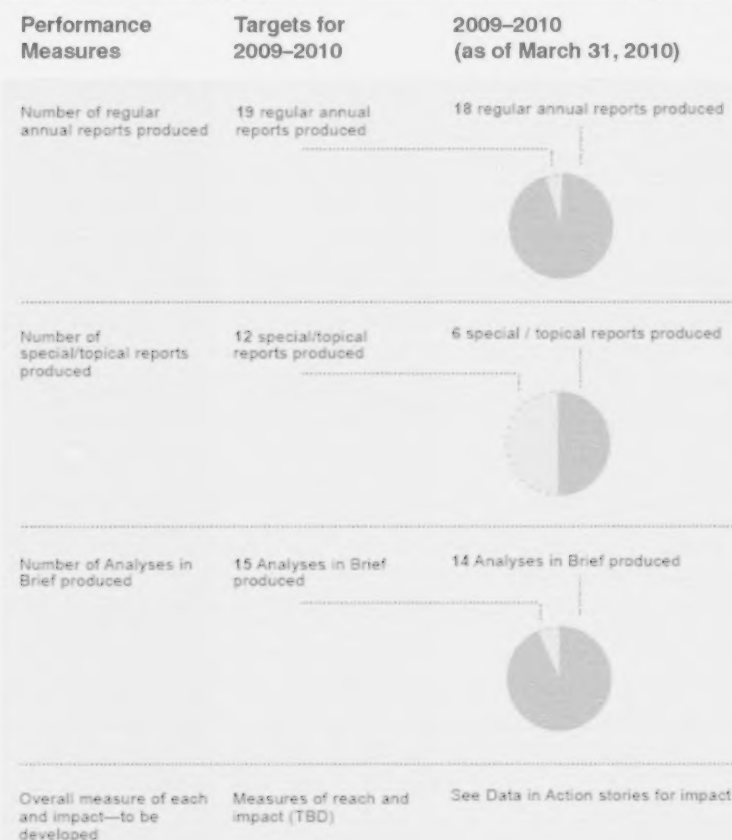 Performance Measures
Targets for 2009–2010
2009–2010 (as of March 31, 2010)
Number of regular
annual reports produced
19 regular annual
reports produced
18 regular annual reports produced
Number of
special/topical reports
produced
12 special/topical
reports produced
6 special / topical reports produced
Number of Analyses in
Brief produced
15 Analyses in Brief
produced
14 Analyses in Brief produced
Overall measure of each
and impact—to be
developed
Measures of reach and
impact (TBD)
See Data in Action stories for impact